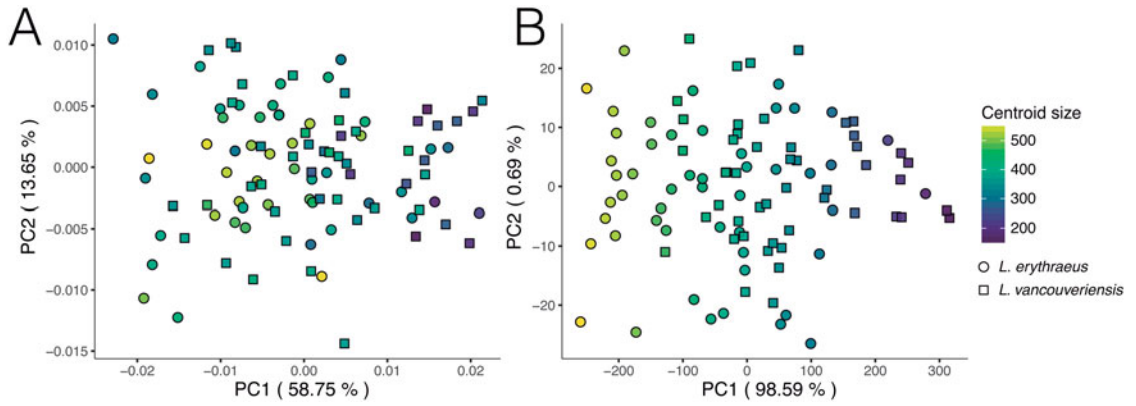 A
PC2 ( 13.65 % )
0.010
0.005
0.000
−0.005
−0.010
−0.015
−0.02
−0.01
0.00
0.01
0.02
PC1 ( 58.75 % )
B
PC2 ( 0.69 % )
20
10
0
−10
−20
−200
−100
0
100
200
300
PC1 ( 98.59 % )
Centroid size
500
400
300
200
L. erythraeus
L. vancouveriensis